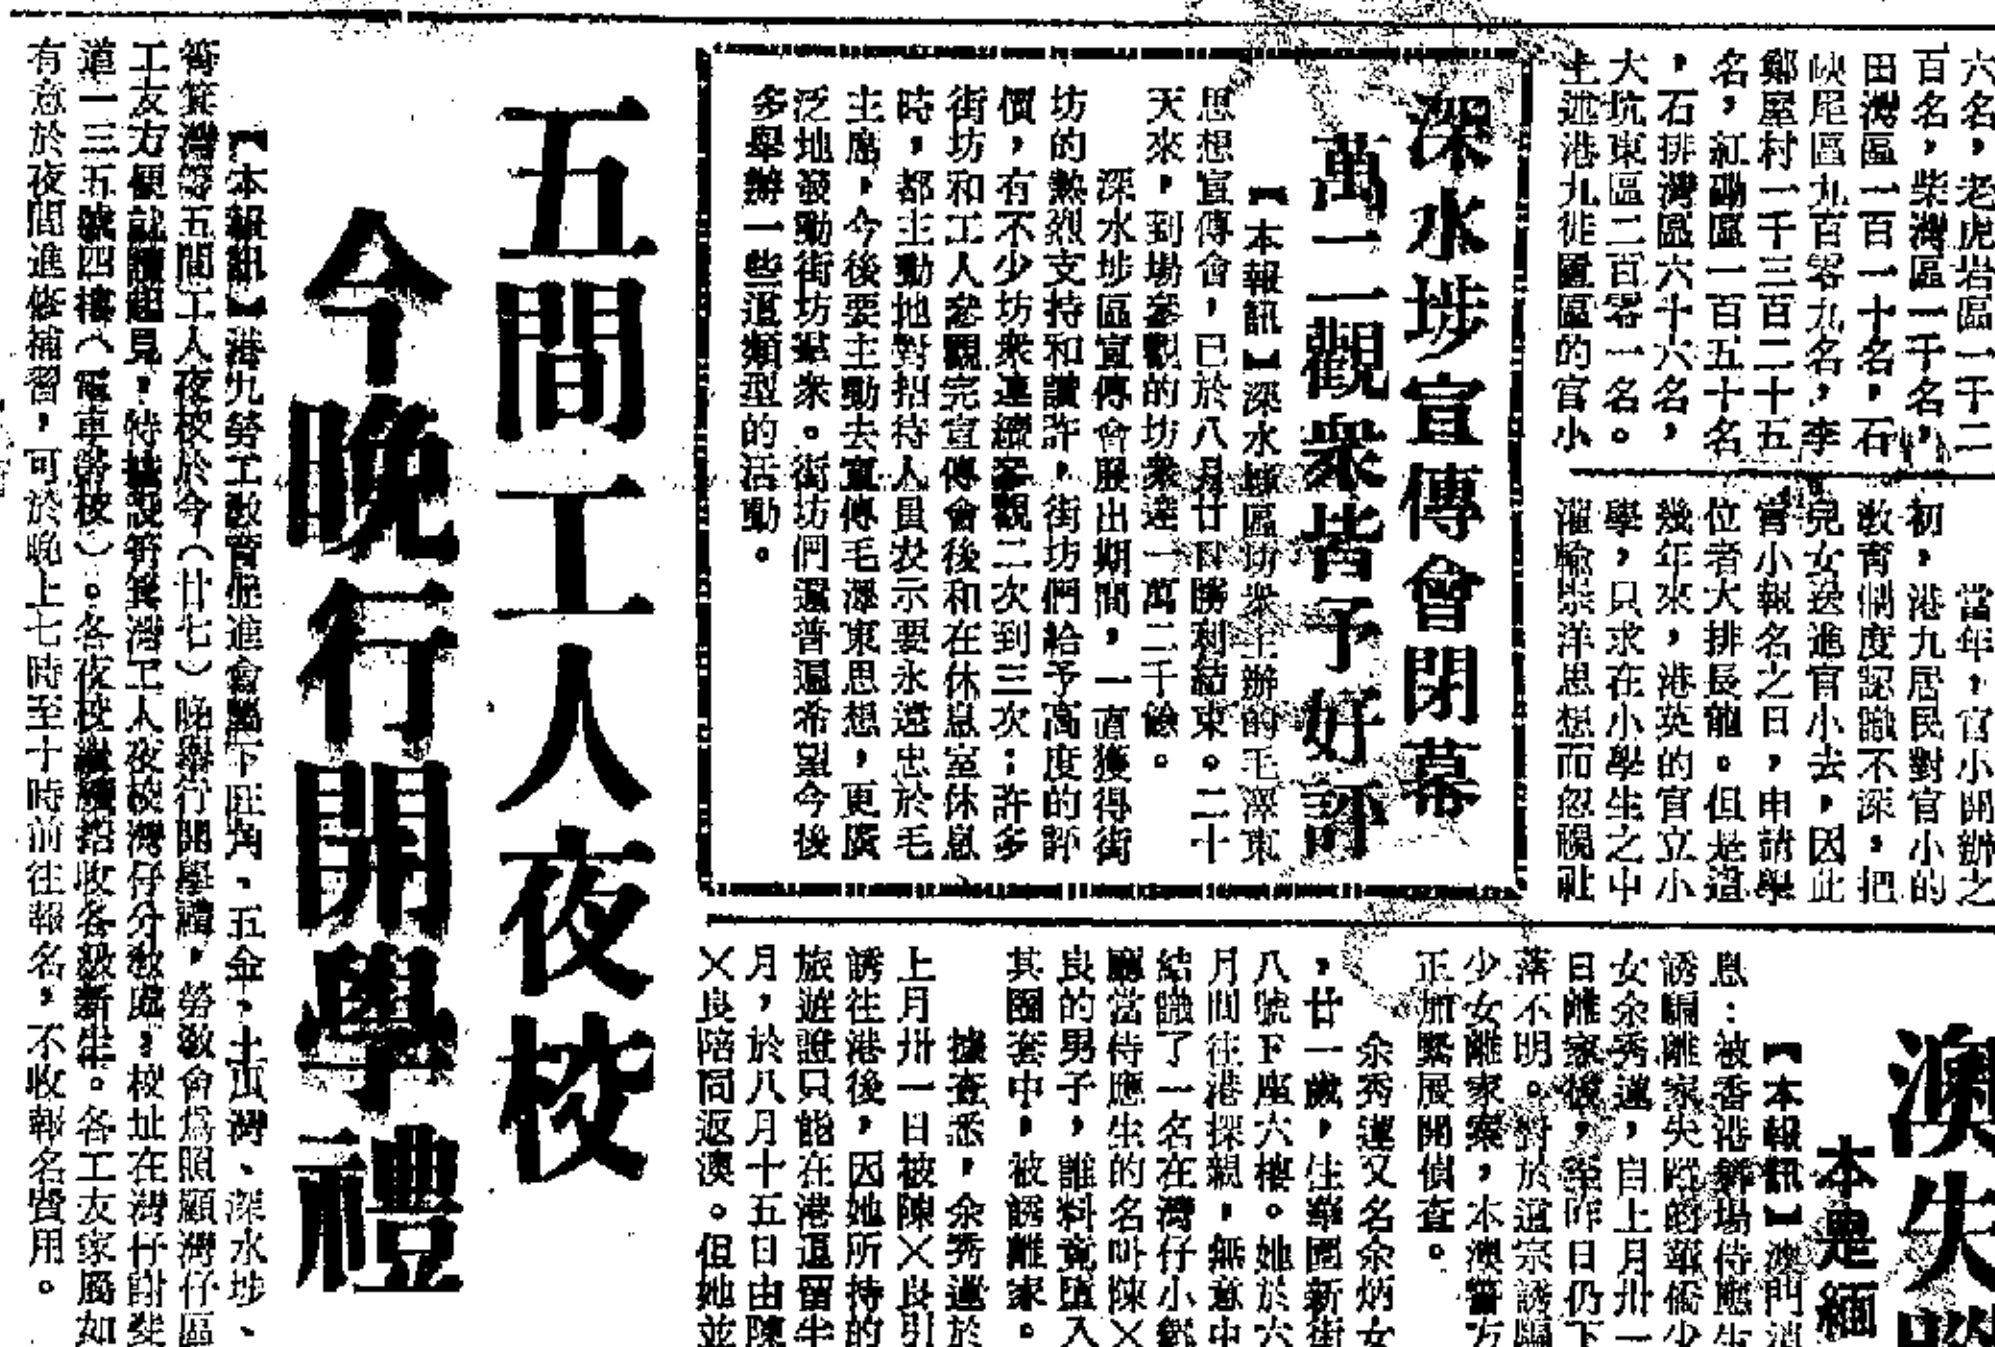 六名，老虎岩區一千二
百名，柴灣區一千名，
田灣區一百一十名，石
硤尾區九百零九名，李
鄭屋村一千三百二十五
名，紅磡區一百五十名
，石排灣區六十六名，
大坑東區二百零一名。
上述港九徙置區的官小
當年，官小開辦之
初，港九居民對官小的
教育制度認識不深，把
兒女送進官小去，因此
官小報名之日，申請學
位者大排長龍。但是這
幾年來，港英的官立小
學，只求在小學生之中
灌輸崇洋思想而忽視社
深水埗宣傳會閉幕
萬二觀衆皆予好評
【本報訊】深水埗區坊衆主辦的毛澤東
思想宣傳會，已於八月廿日勝利結束。二十
天來，到場參觀的坊衆達一萬二千餘。
深水埗區宣傳會展出期間，一直獲得街
坊的熱烈支持和讚許，街坊們給予高度的評
價，有不少坊衆連續參觀二次到三次；許多
街坊和工人參觀完宣傳會後和在休息室休息
時，都主動地對招待人員表示要永遠忠於毛
主席，今後要主動去宣傳毛澤東思想，更廣
泛地發動街坊羣衆。街坊們還普遍希望今後
多舉辦一些這類型的活動。
五間工人夜校
今晚行開學禮
【本報訊】港九勞工教育促進會屬下旺角、五金、土瓜灣、深水埗、
筲箕灣等五間工人夜校於今（廿七）晚舉行開學禮，勞教會爲照顧灣仔區
工友方便就讀起見，特增設筲箕灣工人夜校灣仔分教處，校址在灣仔謝斐
道一三五號四樓（電車勞校）。各夜校繼續招收各級新生。各工友家屬如
有意於夜間進修補習，可於晚上七時至十時前往報名，不收報名費用。
澳失
本是緬
【本報訊】澳門消
息：被香港舞場侍應生
誘騙離家失蹤的華僑少
女余秀蓮，自上月卅一
日離家後，至昨日仍下
落不明。對於這宗誘騙
少女離家案，本澳警方
正加緊展開偵查。
余秀蓮又名余炳女
，廿一歲，住華園新街
八號F座六樓。她於六
月間往港探親，無意中
結識了一名在灣仔小舞
廳當侍應生的名叫陳×
良的男子，誰料竟墮入
其圈套中，被誘離家。
據查悉，余秀蓮於
上月卅一日被陳×良引
誘往港後，因她所持的
旅遊證只能在港逗留半
月，於八月十五日由陳
×良陪同返澳。但她並